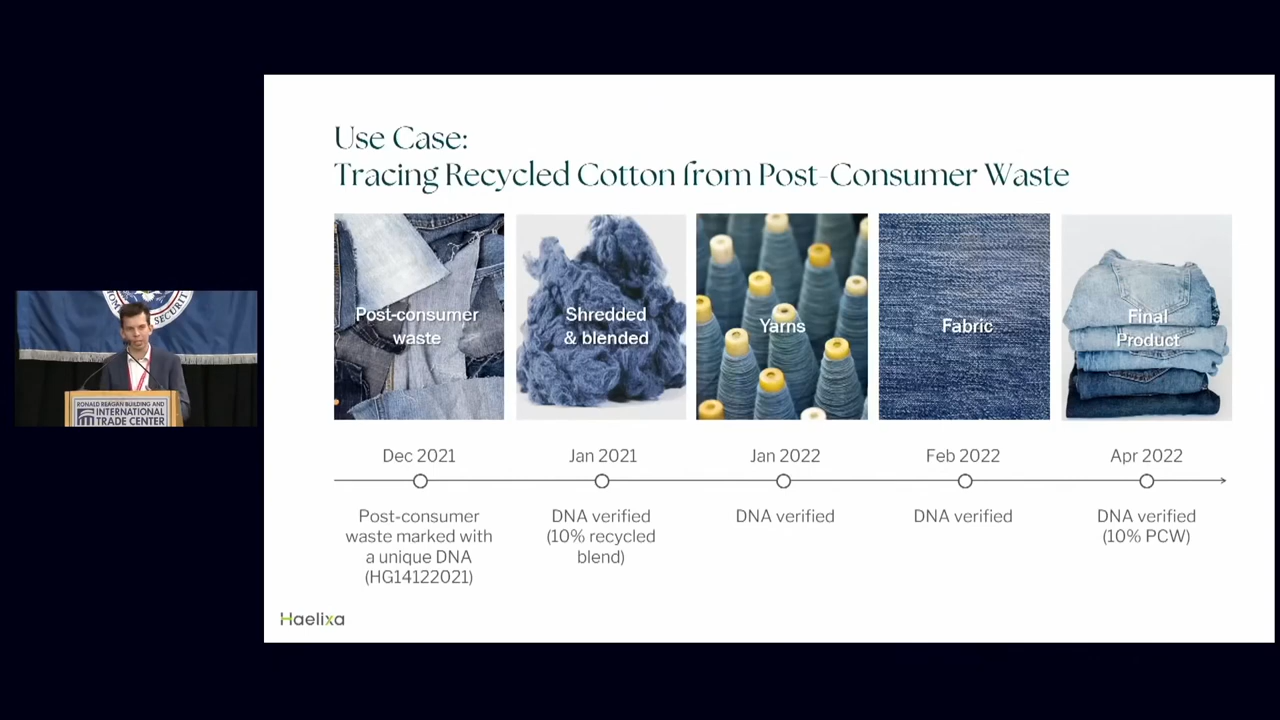 Use Case:
Tracing Recycled Cotton from Post-Consumer Waste
Post-consumer
waste
Shredded
& blended
Yarns
Fabric
Final
Product
Dec 2021
Jan 2021
Jan 2022
Feb 2022
Apr 2022
Post-consumer
waste marked with
a unique DNA
(HG14122021)
DNA verified
(10% recycled
blend)
DNA verified
DNA verified
DNA verified
(10% PCW)
Haelixa
SECURI
RONALD REAGAN BUILDING AND
INTERNATIONAL
TRADE CENTER